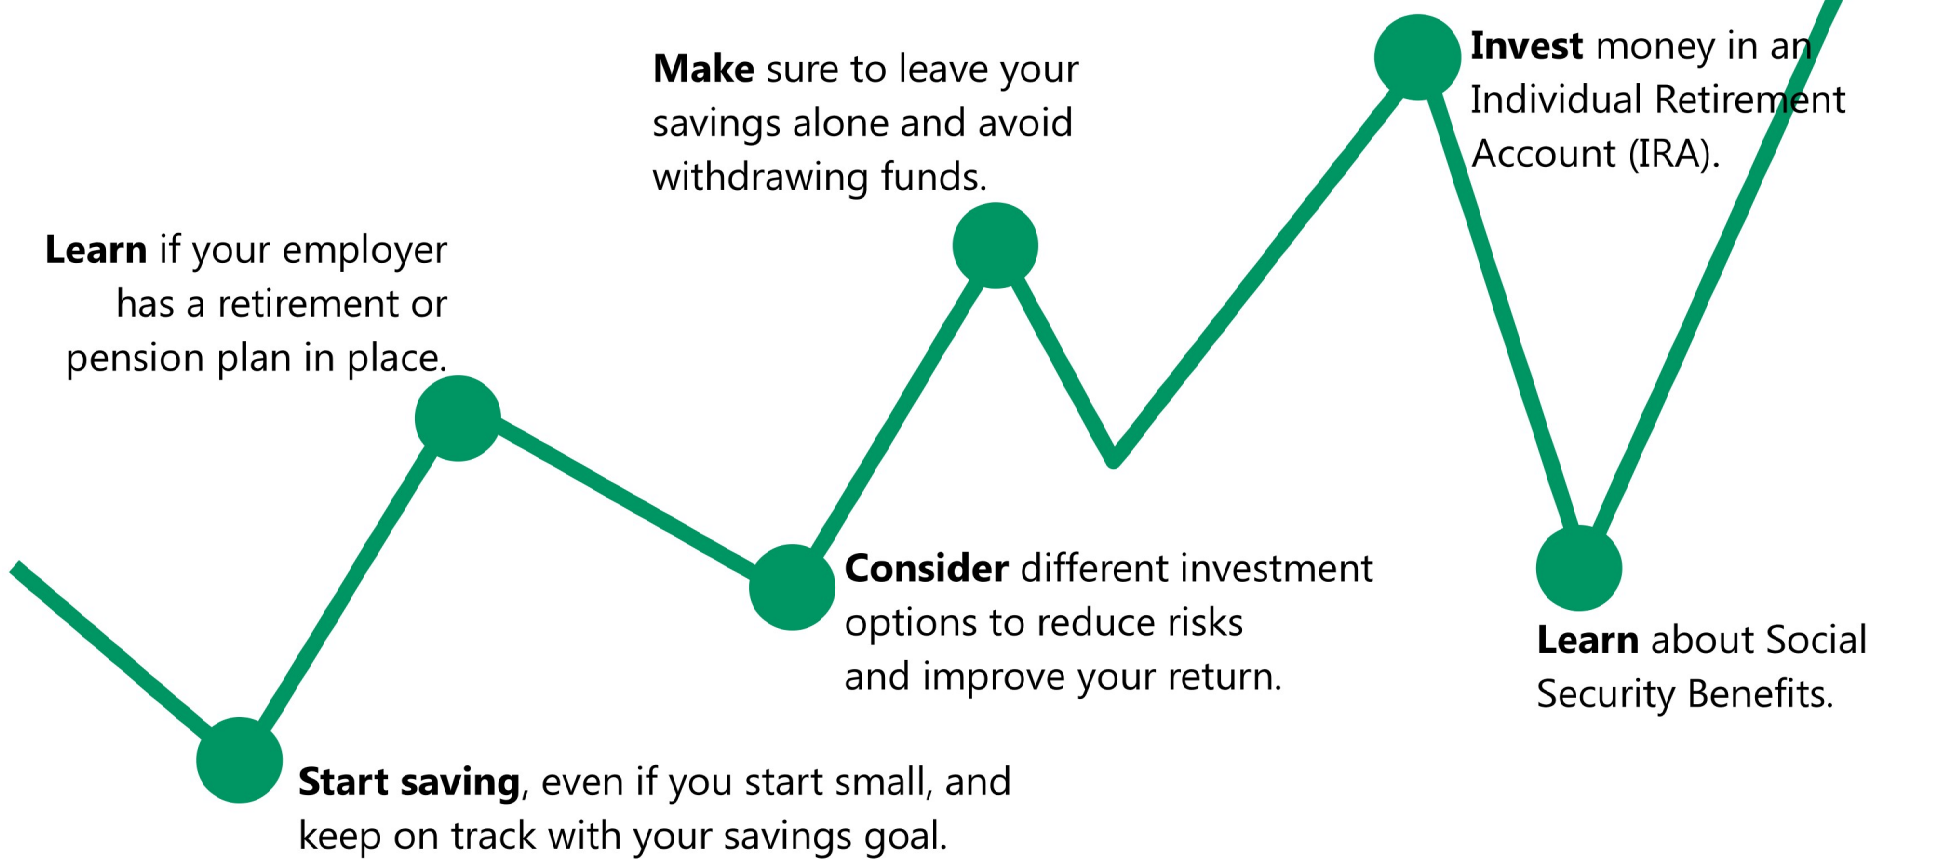 Learn if your employer
has a retirement or
pension plan in place.
Make sure to leave your
savings alone and avoid
withdrawing funds.
Invest money in an
Individual Retirement
Account (IRA).
Start saving, even if you start small, and
keep on track with your savings goal.
Consider different investment
options to reduce risks
and improve your return.
Learn about Social
Security Benefits.